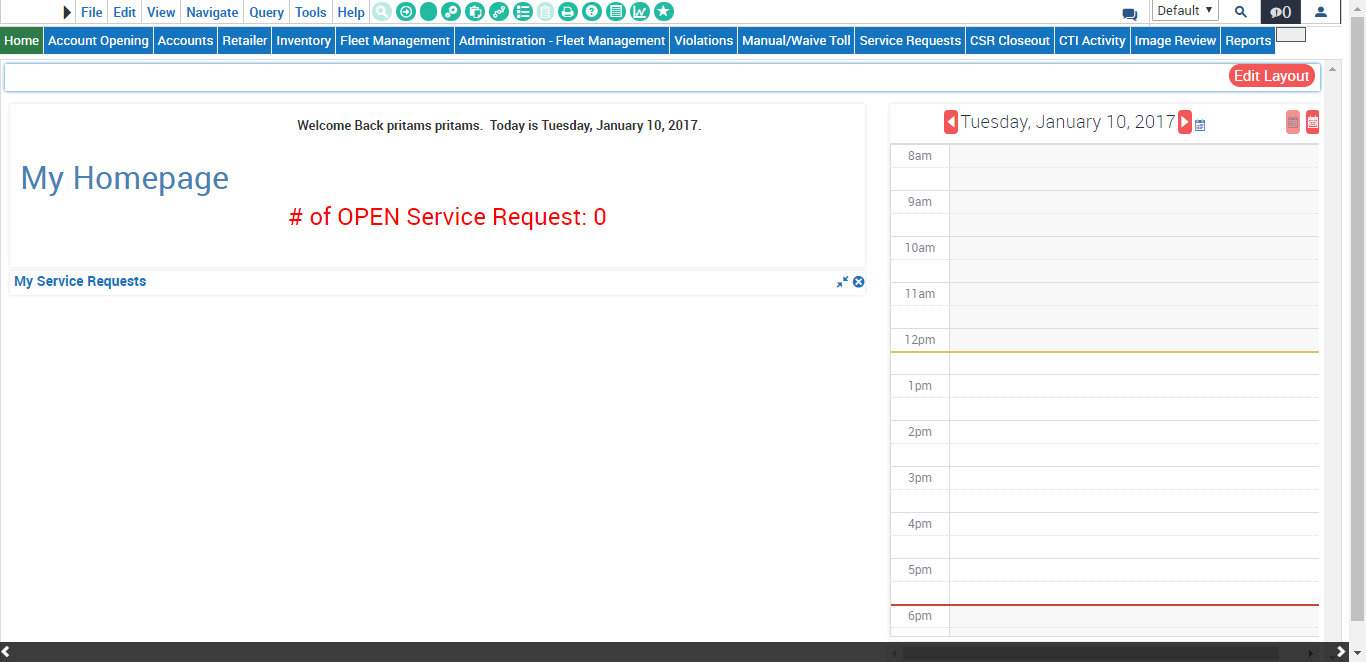 File Edit View Navigate Query Tools Help Default 0
Home Account Opening Accounts Retailer Inventory Fleet Management Administration - Fleet Management Violations Manual/Waive Toll Service Requests CSR Closeout CTI Activity Image Review Reports
Edit Layout
Welcome Back pritams pritams. Today is Tuesday, January 10, 2017.
My Homepage
# of OPEN Service Request: 0
My Service Requests
Tuesday, January 10, 2017
8am
9am
10am
11am
12pm
1pm
2pm
3pm
4pm
5pm
6pm